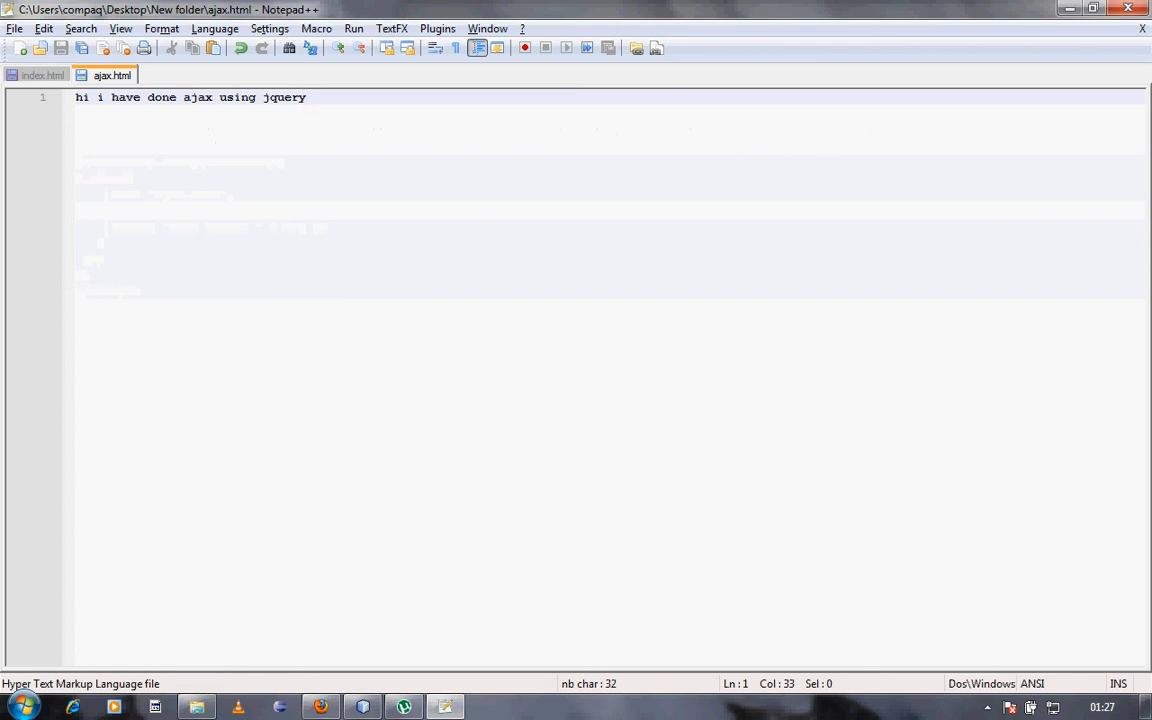 C:\Users\compaq\Desktop\New folder\ajax.html - Notepad++
File Edit Search View Format Language Settings Macro Run TextFX Plugins Window ? X
index.html ajax.html
1 hi i have done ajax using jquery
Hyper Text Markup Language file nb char : 32 Ln : 1 Col : 33 Sel : 0 Dos\Windows ANSI INS
01:27